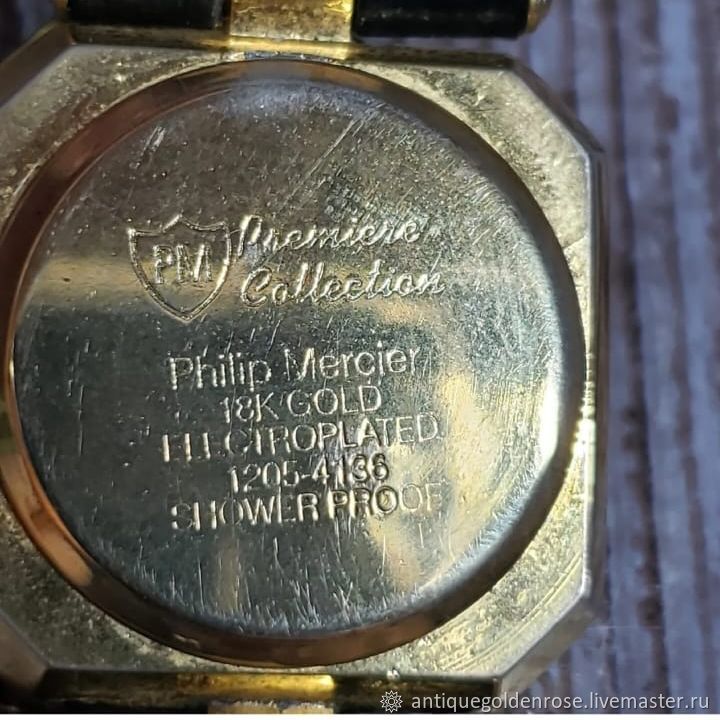 PM Premiere
Collection
Philip Mercier
18K GOLD
ELECTROPLATED
1205-4136
SHOWER PROOF
antiquegoldenrose.livemaster.ru